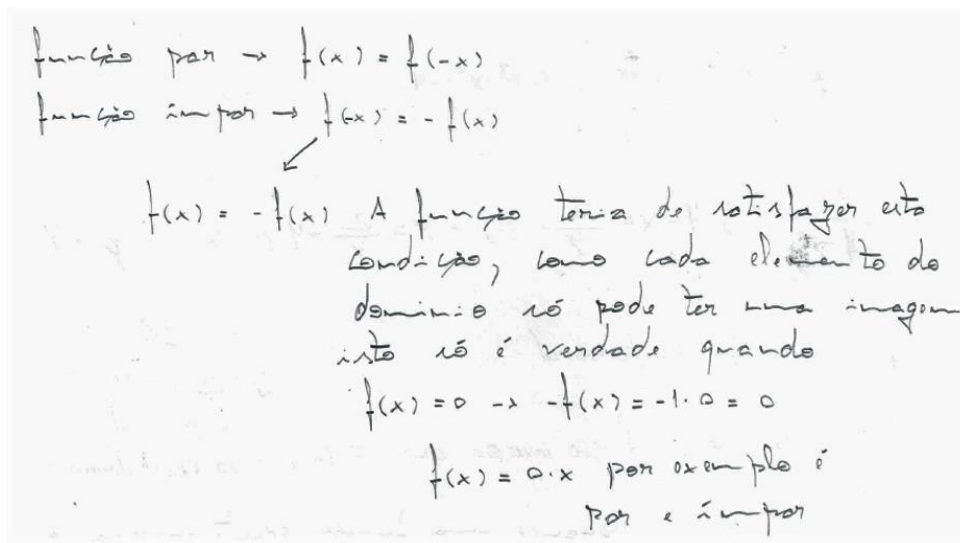 função par → f(x) = f(-x)
função ímpar → f(-x) = - f(x)
f(x) = - f(x) A função teria de satisfazer esta
condição, como cada elemento do
domínio só pode ter uma imagem
isto só é verdade quando
f(x) = 0 → -f(x) = -1·0 = 0
f(x) = 0·x por exemplo é
par e ímpar